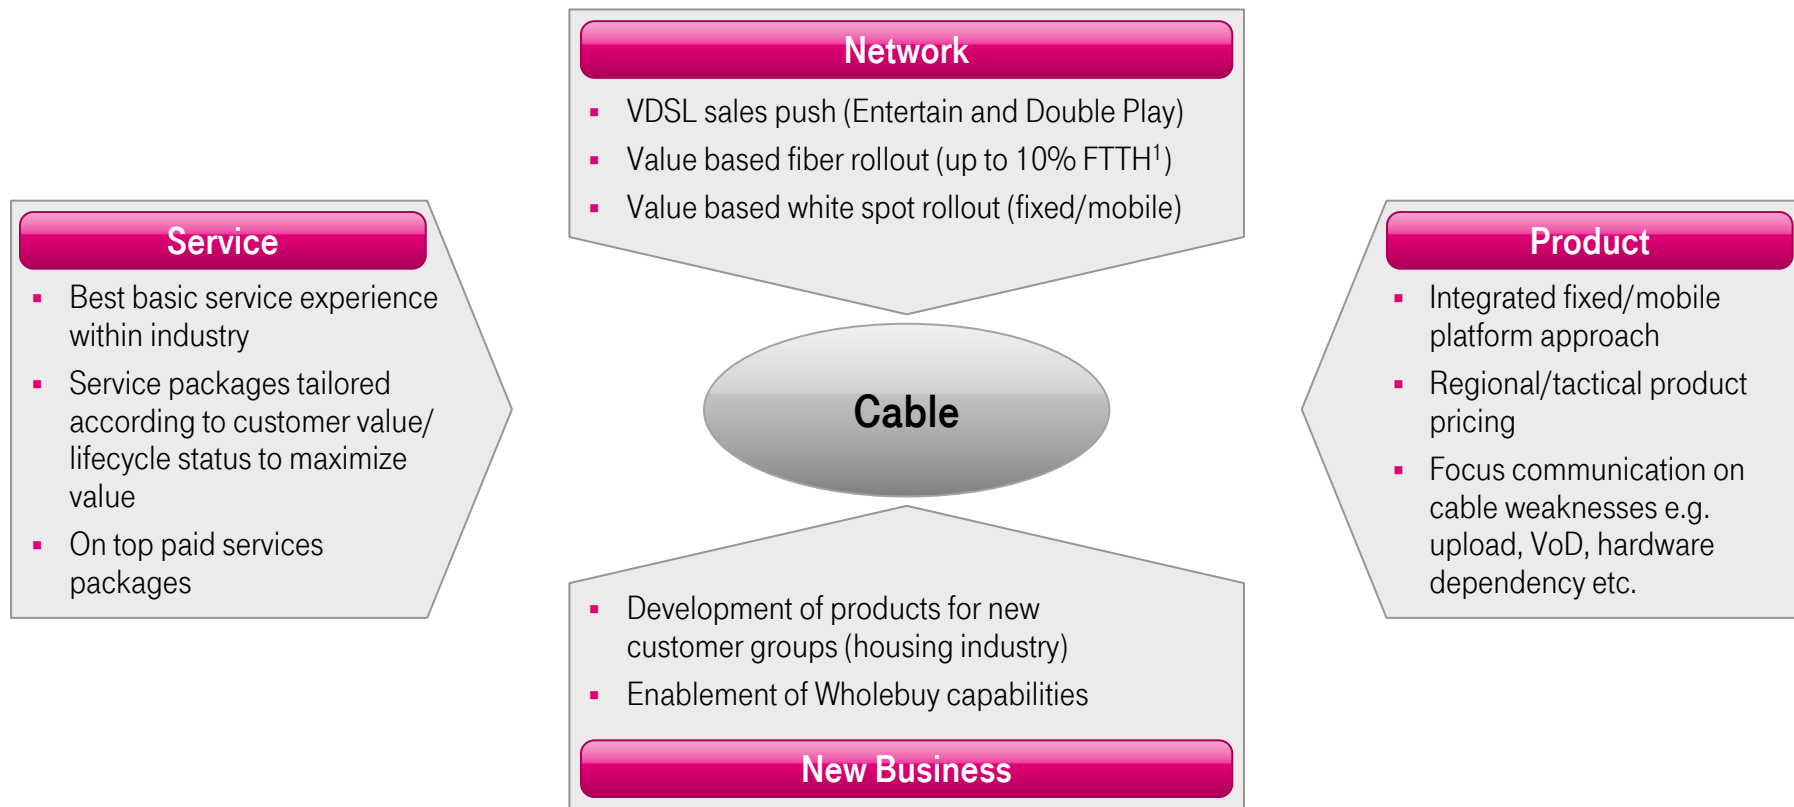 Network
▪ VDSL sales push (Entertain and Double Play)
▪ Value based fiber rollout (up to 10% FTTH¹)
▪ Value based white spot rollout (fixed/mobile)
Service
▪ Best basic service experience
within industry
▪ Service packages tailored
according to customer value/
lifecycle status to maximize
value
▪ On top paid services
packages
Cable
Product
▪ Integrated fixed/mobile
platform approach
▪ Regional/tactical product
pricing
▪ Focus communication on
cable weaknesses e.g.
upload, VoD, hardware
dependency etc.
▪ Development of products for new
customer groups (housing industry)
▪ Enablement of Wholebuy capabilities
New Business